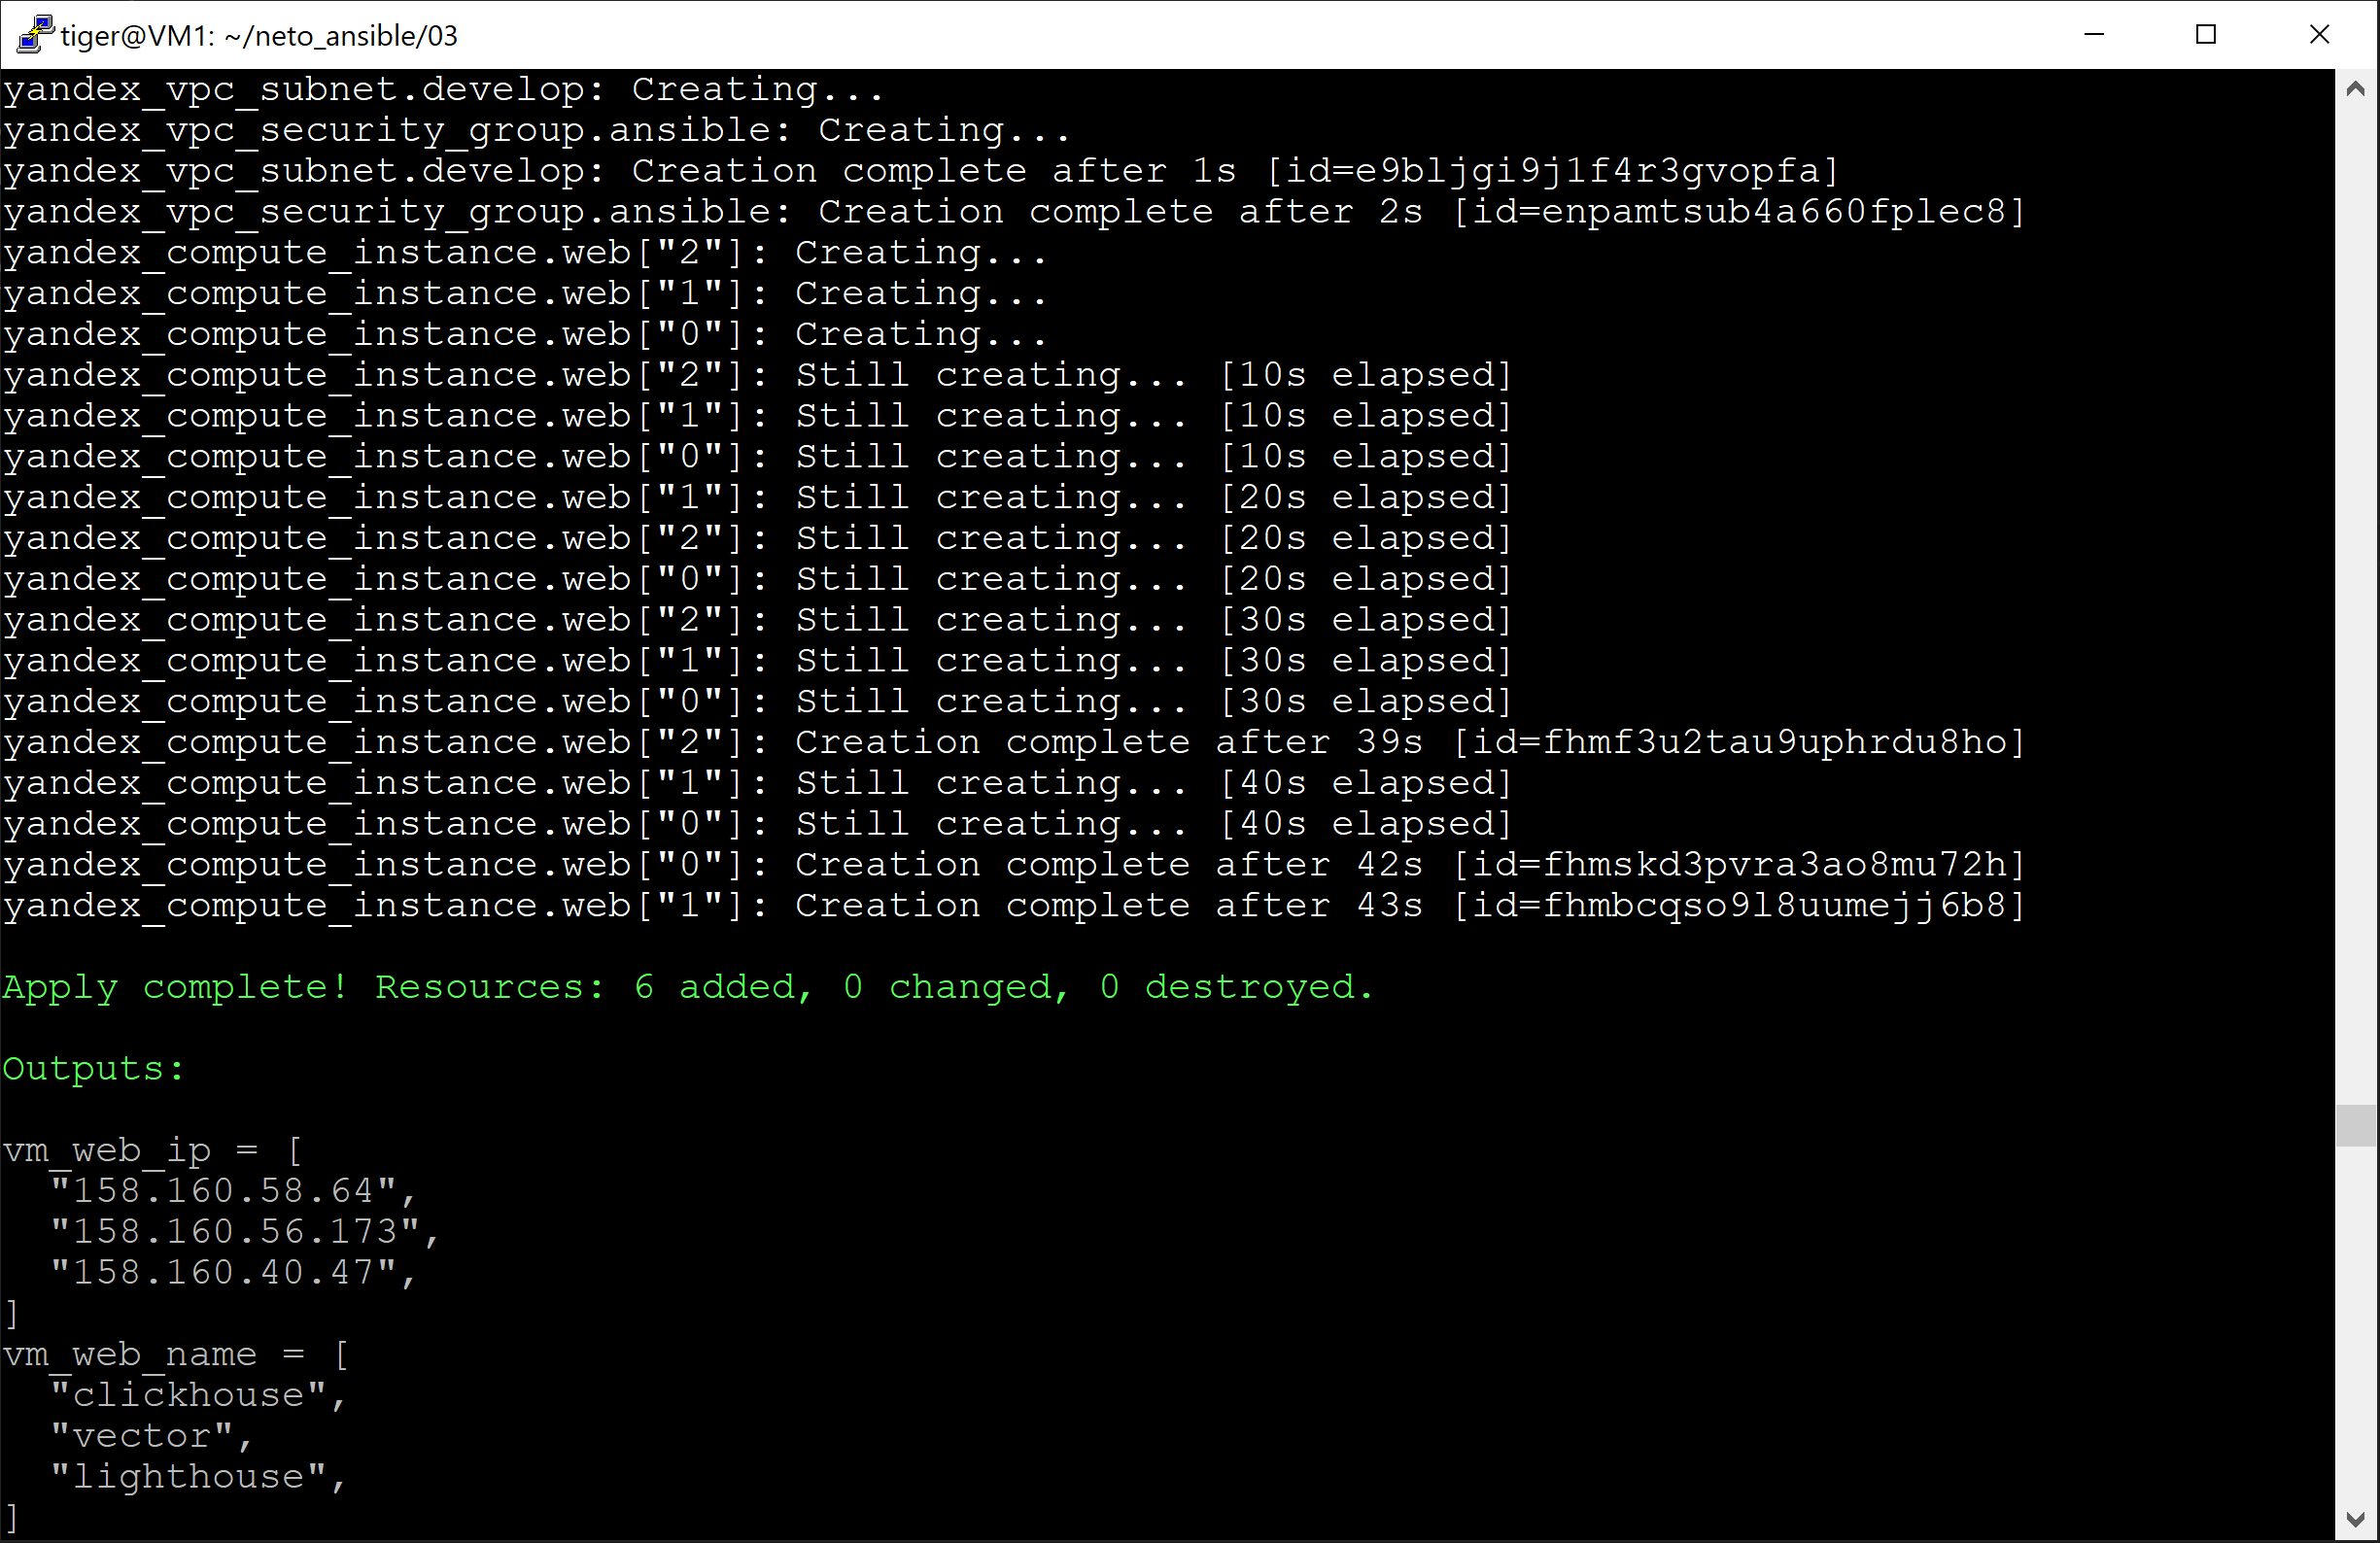 tiger@VM1: ~/neto_ansible/03
yandex_vpc_subnet.develop: Creating...
yandex_vpc_security_group.ansible: Creating...
yandex_vpc_subnet.develop: Creation complete after 1s [id=e9bljgi9j1f4r3gvopfa]
yandex_vpc_security_group.ansible: Creation complete after 2s [id=enpamtsub4a660fplec8]
yandex_compute_instance.web["2"]: Creating...
yandex_compute_instance.web["1"]: Creating...
yandex_compute_instance.web["0"]: Creating...
yandex_compute_instance.web["2"]: Still creating... [10s elapsed]
yandex_compute_instance.web["1"]: Still creating... [10s elapsed]
yandex_compute_instance.web["0"]: Still creating... [10s elapsed]
yandex_compute_instance.web["1"]: Still creating... [20s elapsed]
yandex_compute_instance.web["2"]: Still creating... [20s elapsed]
yandex_compute_instance.web["0"]: Still creating... [20s elapsed]
yandex_compute_instance.web["2"]: Still creating... [30s elapsed]
yandex_compute_instance.web["1"]: Still creating... [30s elapsed]
yandex_compute_instance.web["0"]: Still creating... [30s elapsed]
yandex_compute_instance.web["2"]: Creation complete after 39s [id=fhmf3u2tau9uphrdu8ho]
yandex_compute_instance.web["1"]: Still creating... [40s elapsed]
yandex_compute_instance.web["0"]: Still creating... [40s elapsed]
yandex_compute_instance.web["0"]: Creation complete after 42s [id=fhmskd3pvra3ao8mu72h]
yandex_compute_instance.web["1"]: Creation complete after 43s [id=fhmbcqso9l8uumejj6b8]
Apply complete! Resources: 6 added, 0 changed, 0 destroyed.
Outputs:
vm_web_ip = [
  "158.160.58.64",
  "158.160.56.173",
  "158.160.40.47",
]
vm_web_name = [
  "clickhouse",
  "vector",
  "lighthouse",
]